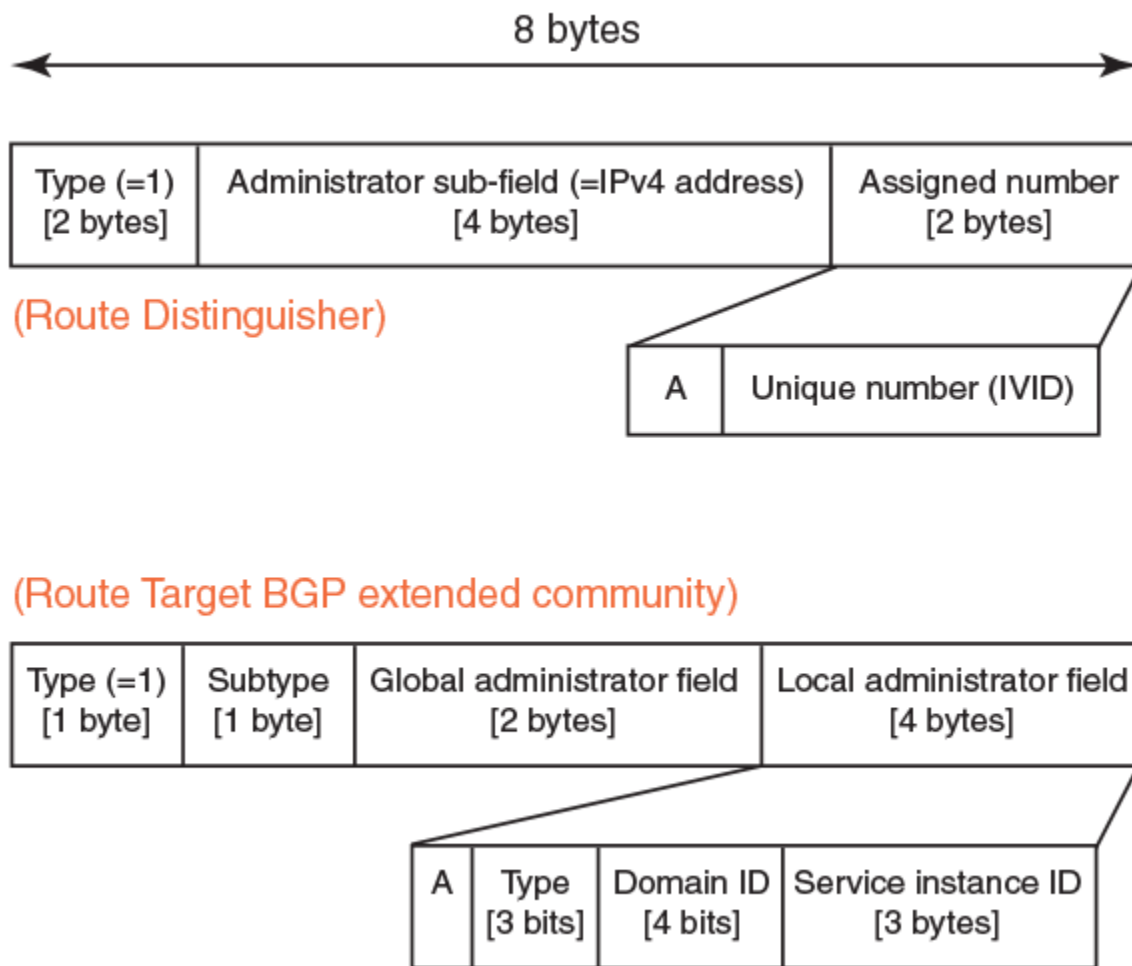 8 bytes
Type (=1)
[2 bytes]
Administrator sub-field (=IPv4 address)
[4 bytes]
Assigned number
[2 bytes]
(Route Distinguisher)
A
Unique number (IVID)
(Route Target BGP extended community)
Type (=1)
[1 byte]
Subtype
[1 byte]
Global administrator field
[2 bytes]
Local administrator field
[4 bytes]
A
Type
[3 bits]
Domain ID
[4 bits]
Service instance ID
[3 bytes]